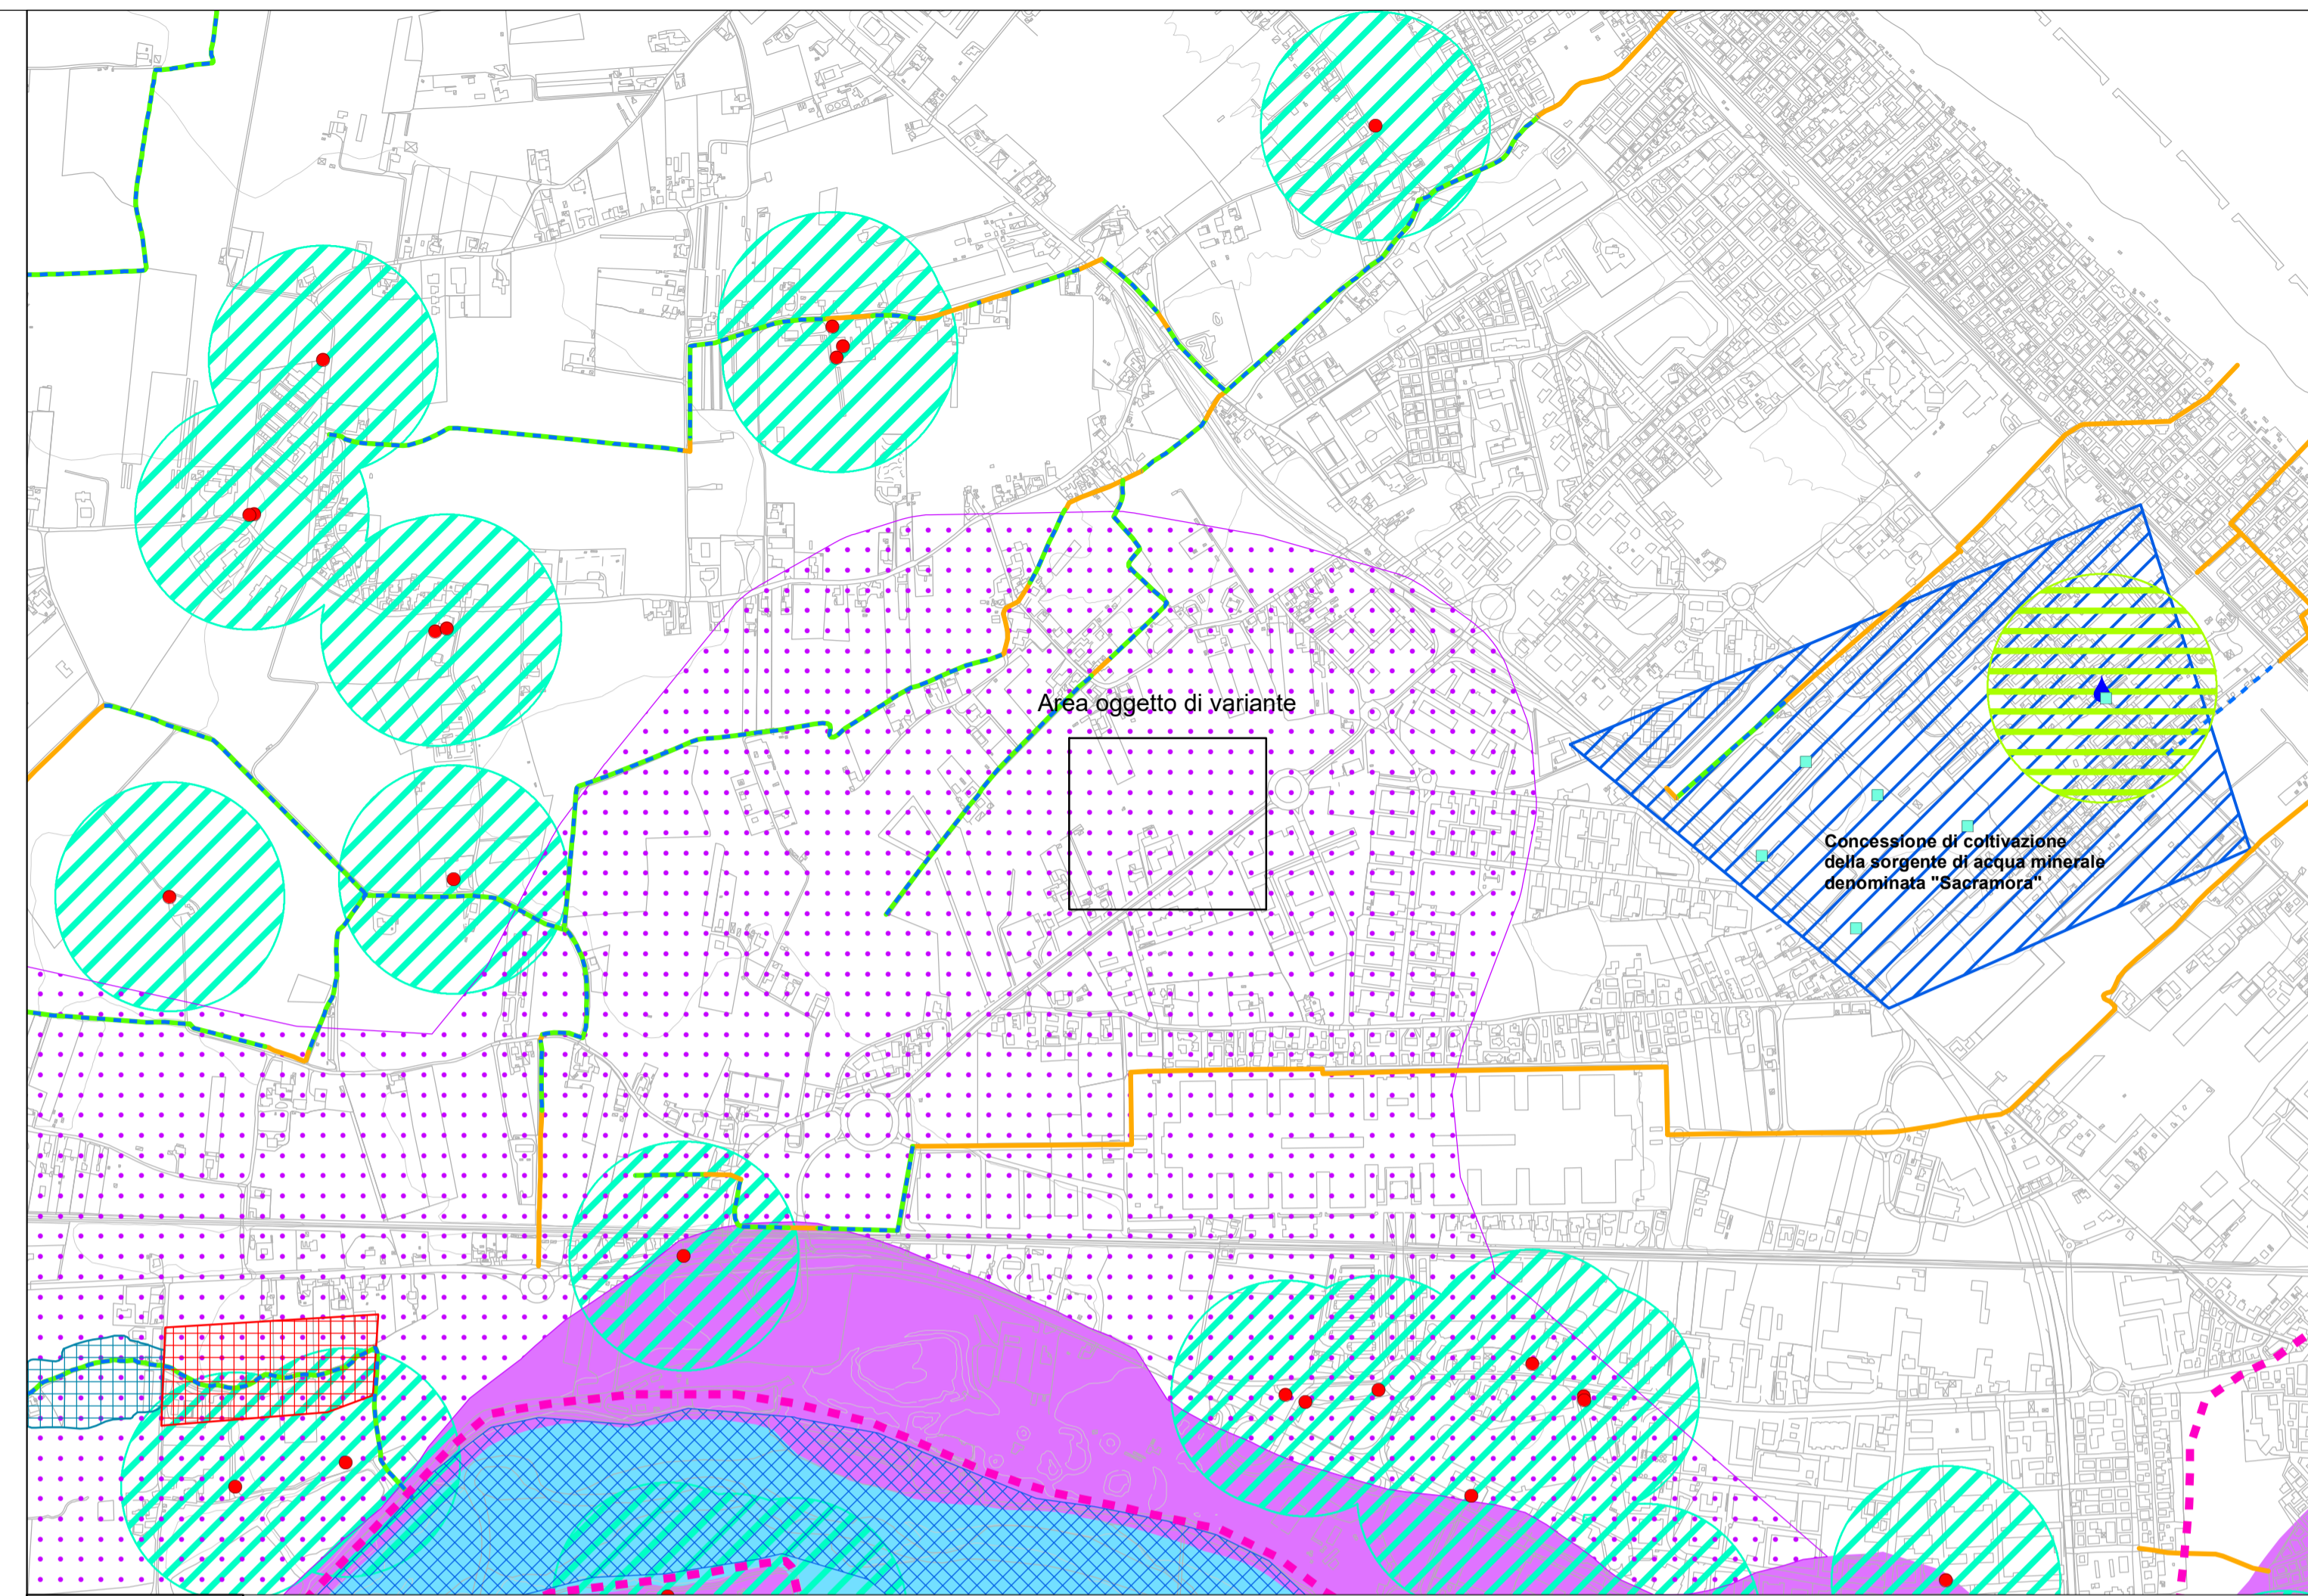 Area oggetto di variante
Concessione di coltivazione
della sorgente di acqua minerale
denominata "Sacramora"